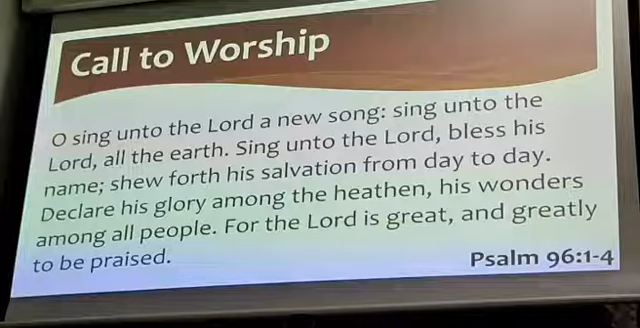 Call to Worship
O sing unto the Lord a new song: sing unto the
Lord, all the earth. Sing unto the Lord, bless his
name; shew forth his salvation from day to day.
Declare his glory among the heathen, his wonders
among all people. For the Lord is great, and greatly
to be praised.
Psalm 96:1-4